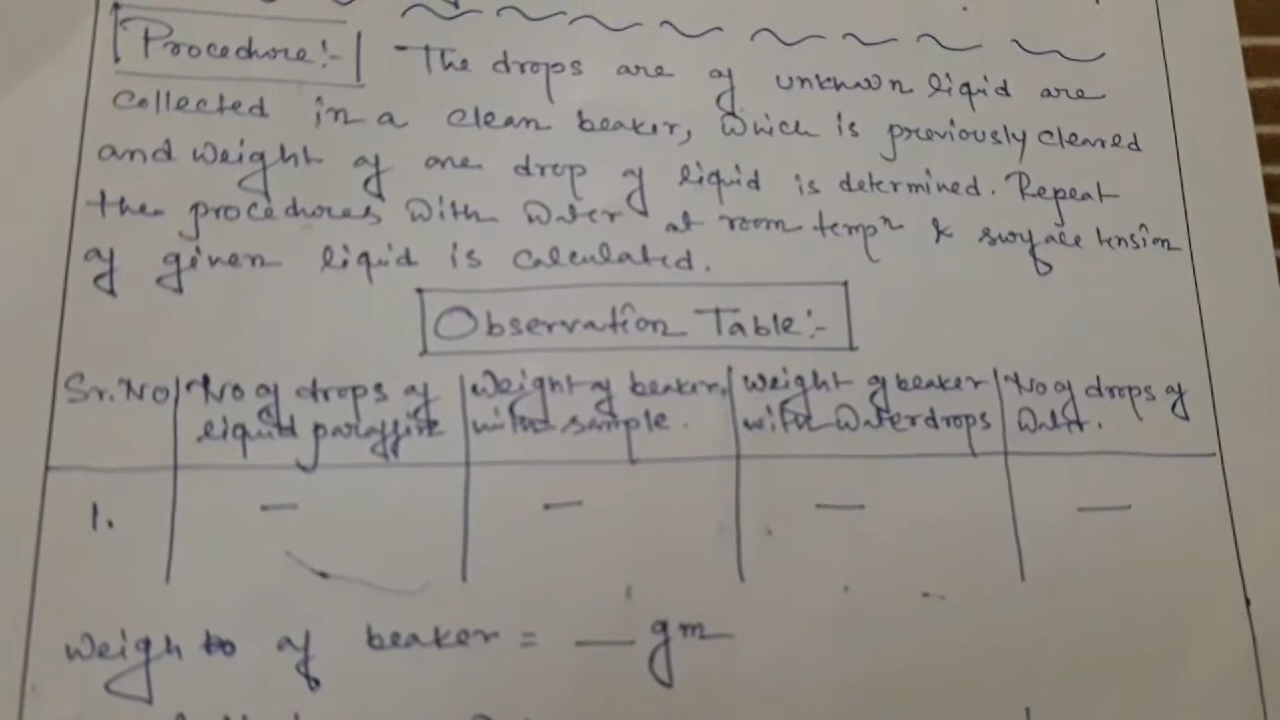 Procedure:- The drops are of unknown liquid are
collected in a clean beaker, which is previously cleaned
and weight of one drop of liquid is determined. Repeat
the procedures with water at room tempr & surface tension
of given liquid is calculated.
Observation Table:-
Sr. No | No of drops of liquid paraffin | Weight of beaker with sample. | Weight of beaker with Waterdrops | No of drops of Water.
1. | — | — | — | —
Weigh to of beaker = — gm